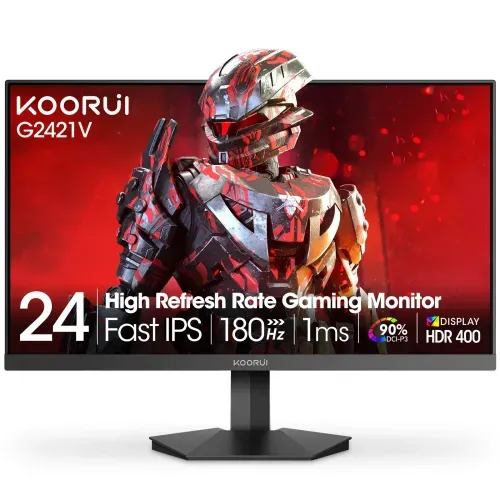 KOORUI
G2421V
24
High Refresh Rate Gaming Monitor
Fast IPS | 180Hz | 1ms
90%
DCI-P3
DISPLAY
HDR 400
KOORUI